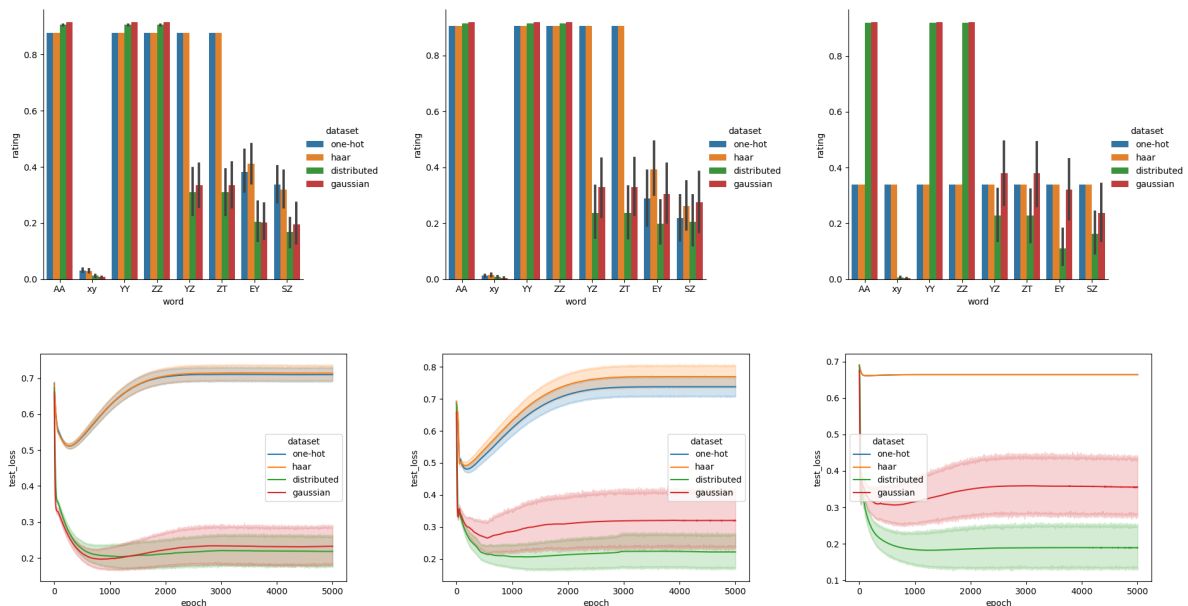 0.8
0.6
0.4
0.2
0.0
rating
AA xy YY ZZ YZ ZT EY SZ
word
dataset
one-hot
haar
distributed
gaussian
0.8
0.6
0.4
0.2
0.0
rating
AA xy YY ZZ YZ ZT EY SZ
word
dataset
one-hot
haar
distributed
gaussian
0.8
0.6
0.4
0.2
0.0
rating
AA xy YY ZZ YZ ZT EY SZ
word
dataset
one-hot
haar
distributed
gaussian
0.7
0.6
0.5
0.4
0.3
0.2
test_loss
0 1000 2000 3000 4000 5000
epoch
dataset
one-hot
haar
distributed
gaussian
0.8
0.7
0.6
0.5
0.4
0.3
0.2
test_loss
0 1000 2000 3000 4000 5000
epoch
dataset
one-hot
haar
distributed
gaussian
0.7
0.6
0.5
0.4
0.3
0.2
0.1
test_loss
0 1000 2000 3000 4000 5000
epoch
dataset
one-hot
haar
distributed
gaussian